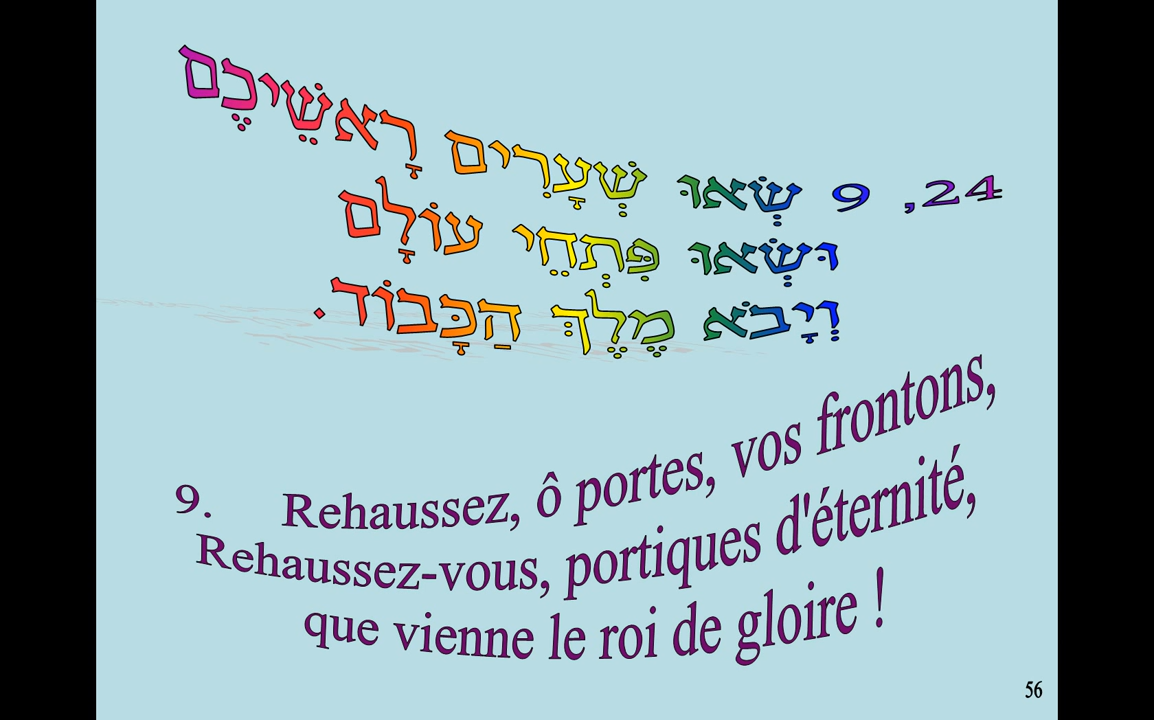 24, 9 שְׂאוּ שְׁעָרִים רָאשֵׁיכֶם
וּשְׂאוּ פִּתְחֵי עוֹלָם
וְיָבֹא מֶלֶךְ הַכָּבוֹד.
9. Rehaussez, ô portes, vos frontons,
Rehaussez-vous, portiques d'éternité,
que vienne le roi de gloire !
56